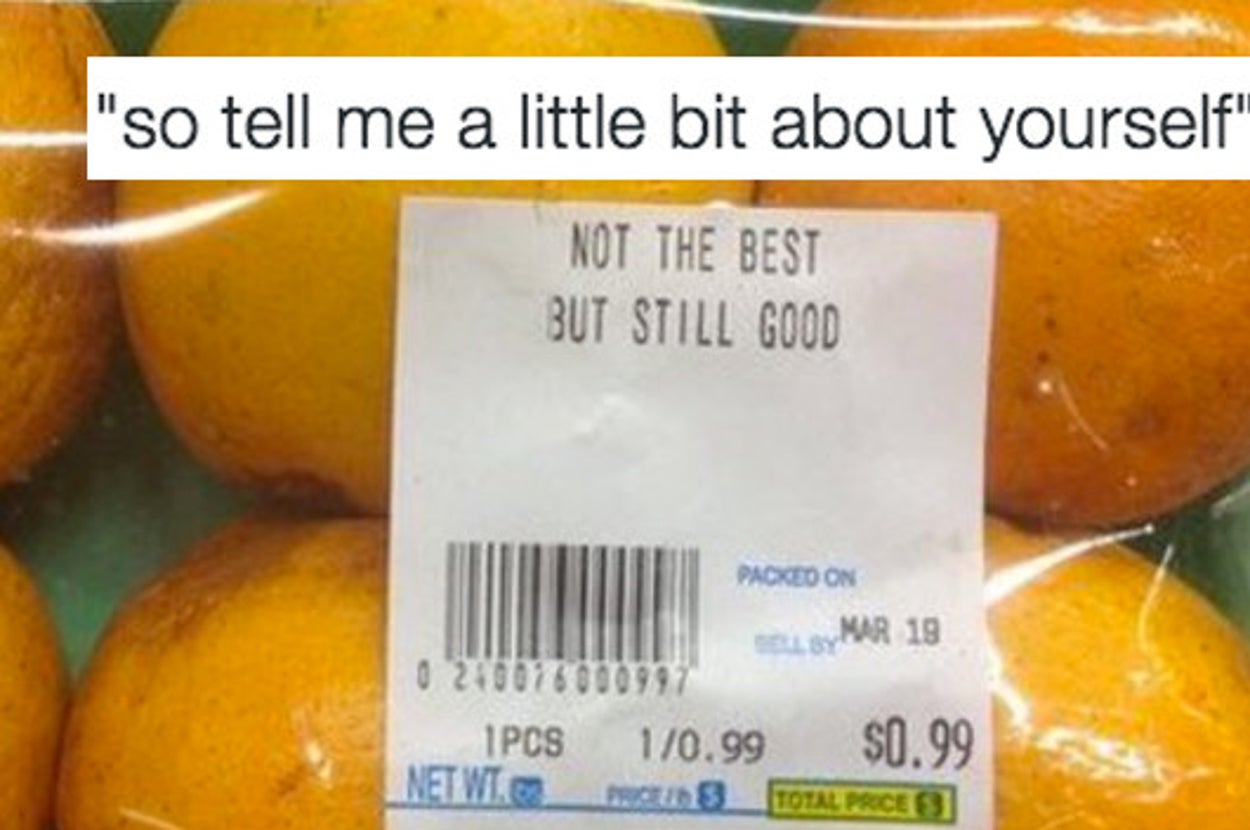 "so tell me a little bit about yourself"
NOT THE BEST
BUT STILL GOOD
PACKED ON
SELL BY MAR 19
0 240076000997
1PCS 1/0.99 $0.99
NET WT. PRICE/lb $ TOTAL PRICE $